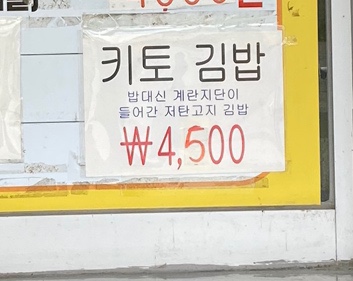 키토 김밥
밥대신 계란지단이
들어간 저탄고지 김밥
₩4,500